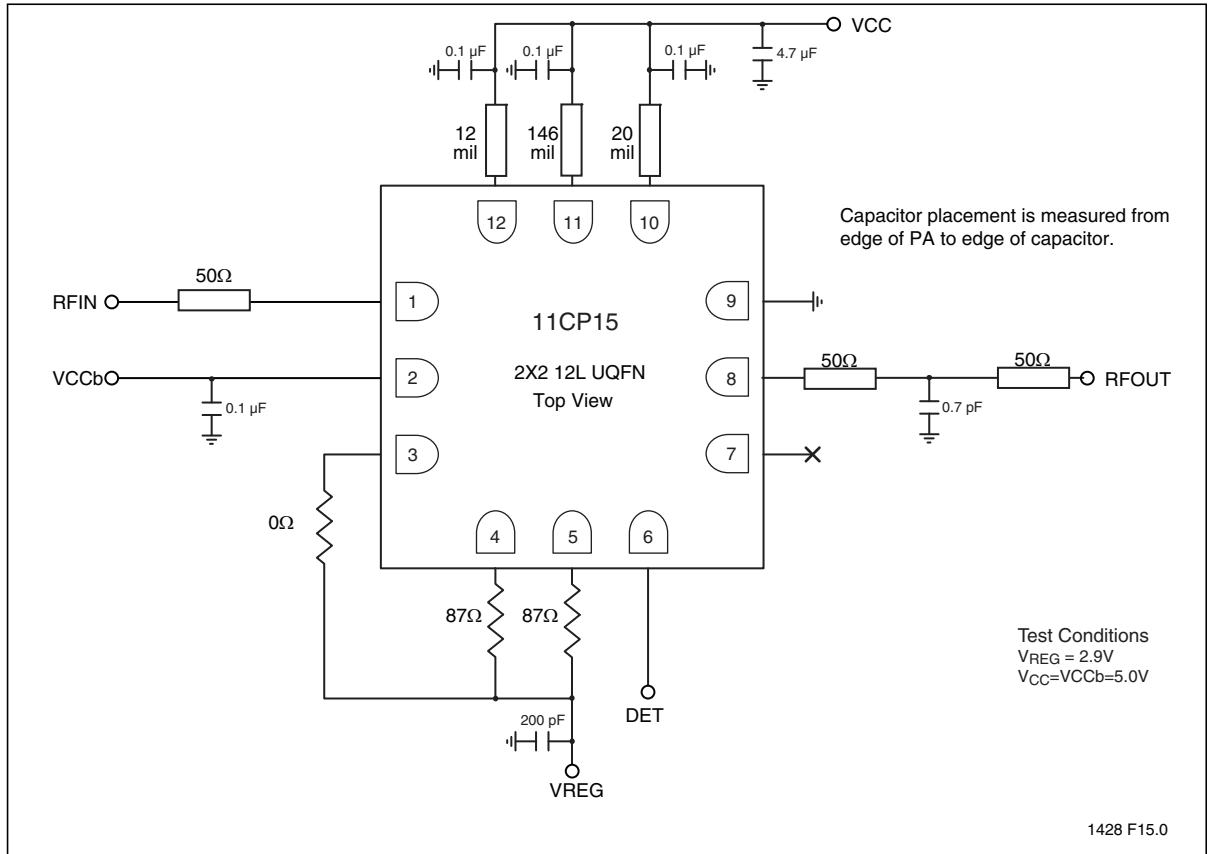 VCC
0.1 µF
0.1 µF
0.1 µF
4.7 µF
12
mil
146
mil
20
mil
12
11
10
Capacitor placement is measured from
edge of PA to edge of capacitor.
RFIN
50Ω
1
9
11CP15
VCCb
2
2X2 12L UQFN
Top View
8
50Ω
50Ω
RFOUT
0.1 µF
0.7 pF
3
7
0Ω
4
5
6
87Ω
87Ω
Test Conditions
VREG = 2.9V
VCC=VCCb=5.0V
DET
200 pF
VREG
1428 F15.0